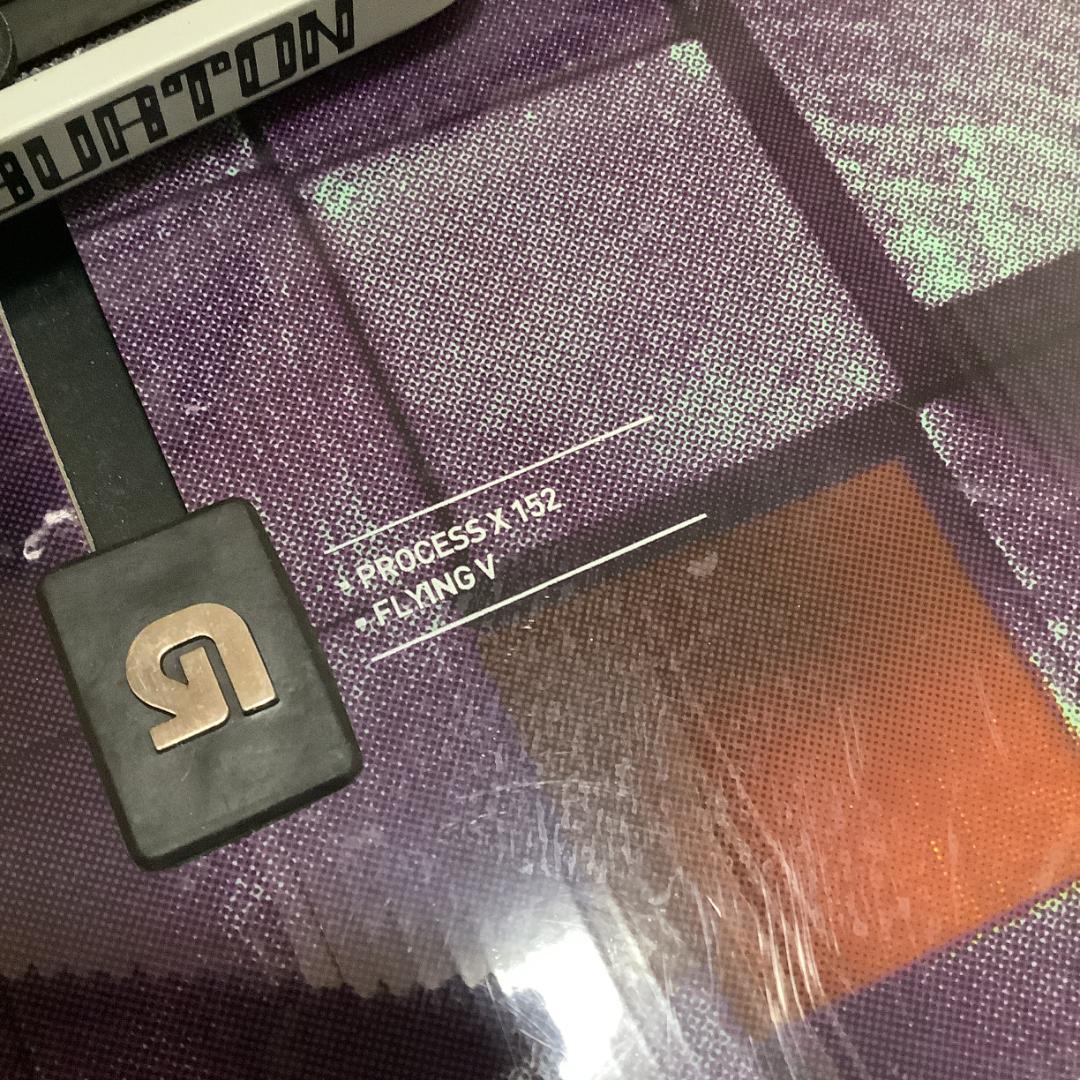 BURTON
PROCESS X 152
FLYING V